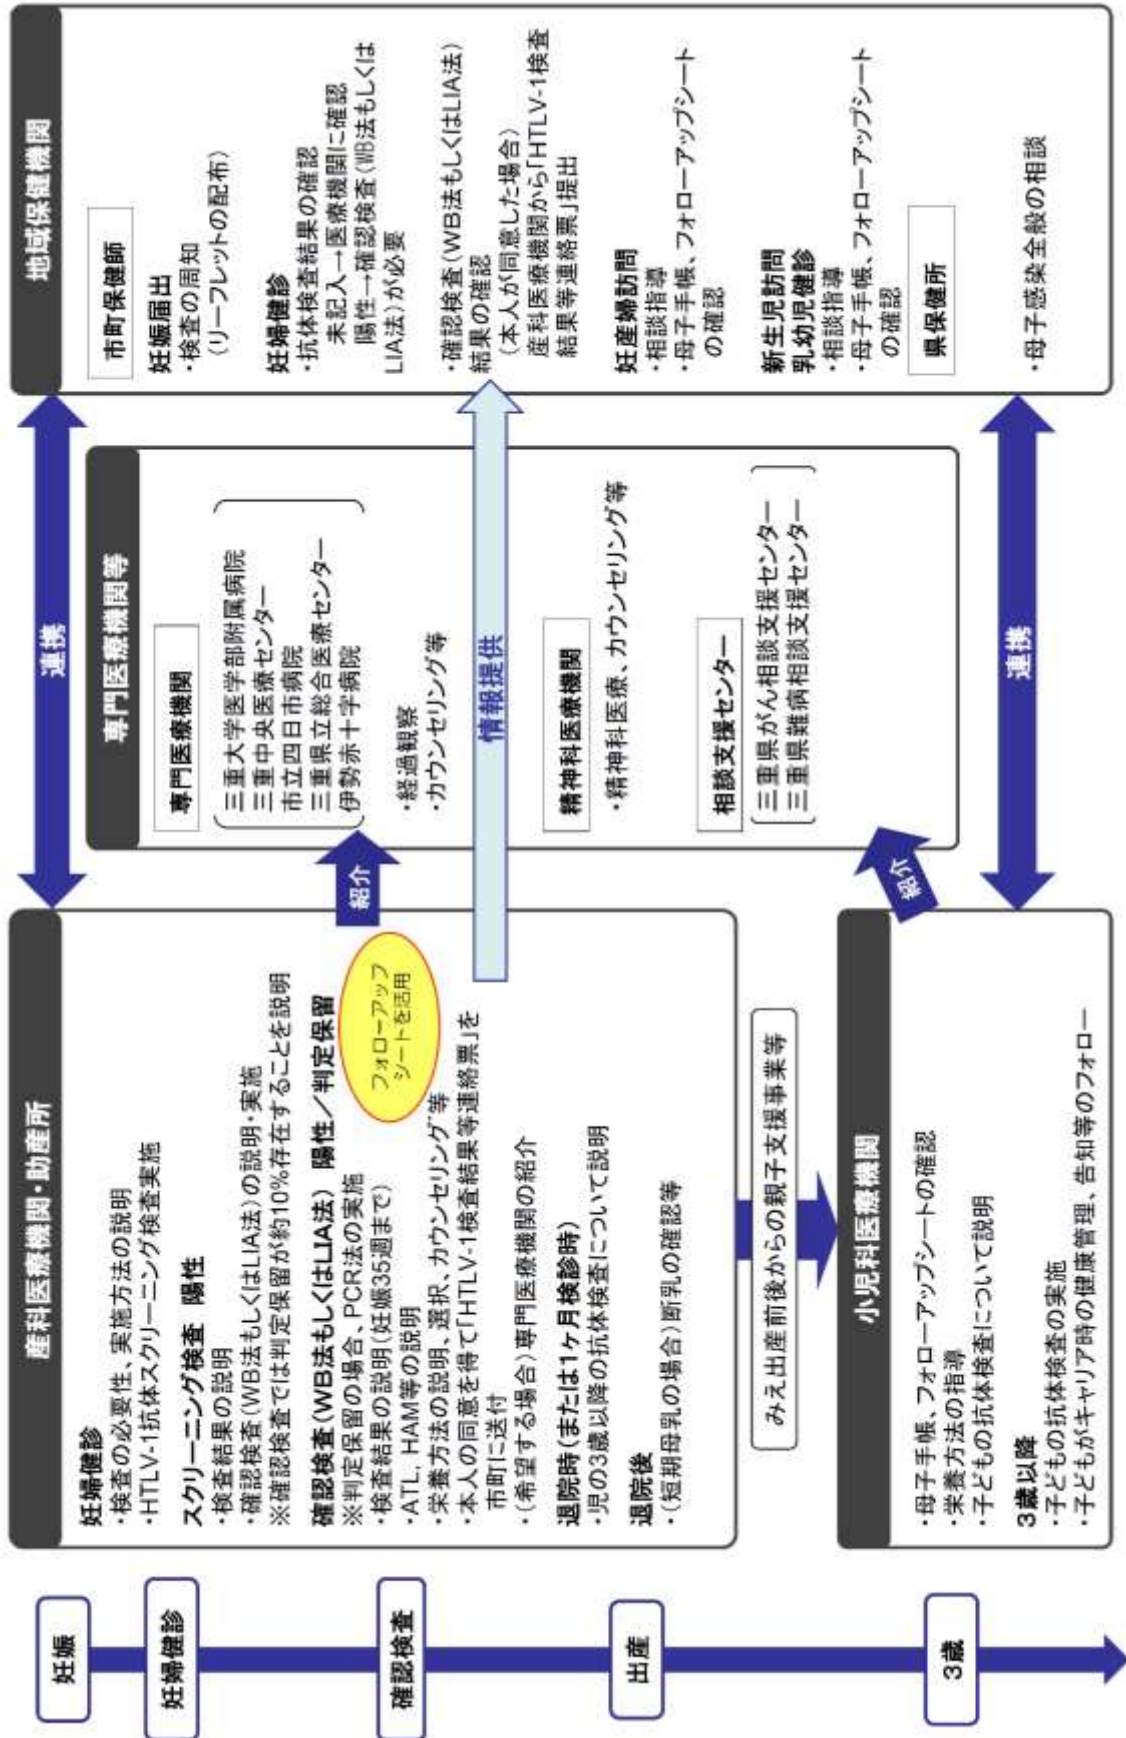 妊娠
妊婦健診
確認検査
出産
3歳
産科医療機関・助産所
妊婦健診
・検査の必要性、実施方法の説明
・HTLV-1抗体スクリーニング検査実施
スクリーニング検査 陽性
・検査結果の説明
・確認検査(WB法もしくはLIA法)の説明・実施
※確認検査では判定保留が約10%存在することを説明
確認検査(WB法もしくはLIA法) 陽性／判定保留
※判定保留の場合、PCR法の実施
・検査結果の説明(妊娠35週まで)
・ATL, HAM等の説明
・栄養方法の説明、選択、カウンセリング等
・本人の同意を得て「HTLV-1検査結果等連絡票」を
市町に送付
・(希望する場合)専門医療機関の紹介
退院時(または1ヶ月検診時)
・児の3歳以降の抗体検査について説明
退院後
・(短期母乳の場合)断乳の確認等
フォローアップ
シートを活用
みえ出産前後からの親子支援事業等
小児科医療機関
・母子手帳、フォローアップシートの確認
・栄養方法の指導
・子どもの抗体検査について説明
3歳以降
・子どもの抗体検査の実施
・子どもがキャリア時の健康管理、告知等のフォロー
連携
紹介
情報提供
紹介
連携
専門医療機関等
専門医療機関
三重大学医学部附属病院
三重中央医療センター
市立四日市病院
三重県立総合医療センター
伊勢赤十字病院
・経過観察
・カウンセリング等
精神科医療機関
・精神科医療、カウンセリング等
相談支援センター
三重県がん相談支援センター
三重県難病相談支援センター
地域保健機関
市町保健師
妊娠届出
・検査の周知
(リーフレットの配布)
妊婦健診
・抗体検査結果の確認
未記入→医療機関に確認
陽性→確認検査(WB法もしくは
LIA法)が必要
・確認検査(WB法もしくはLIA法)
結果の確認
(本人が同意した場合)
産科医療機関から「HTLV-1検査
結果等連絡票」提出
妊産婦訪問
・相談指導
・母子手帳、フォローアップシート
の確認
新生児訪問
乳幼児健診
・相談指導
・母子手帳、フォローアップシート
の確認
県保健所
・母子感染全般の相談